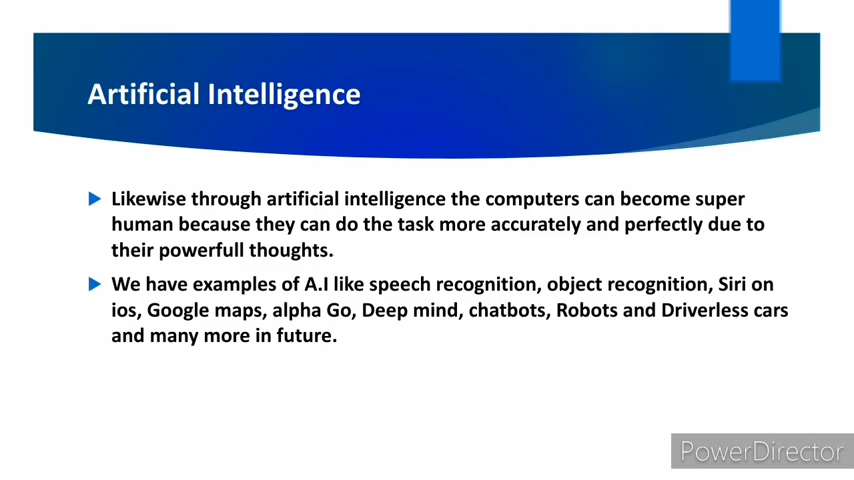 Artificial Intelligence
Likewise through artificial intelligence the computers can become super
human because they can do the task more accurately and perfectly due to
their powerfull thoughts.
We have examples of A.I like speech recognition, object recognition, Siri on
ios, Google maps, alpha Go, Deep mind, chatbots, Robots and Driverless cars
and many more in future.
PowerDirector